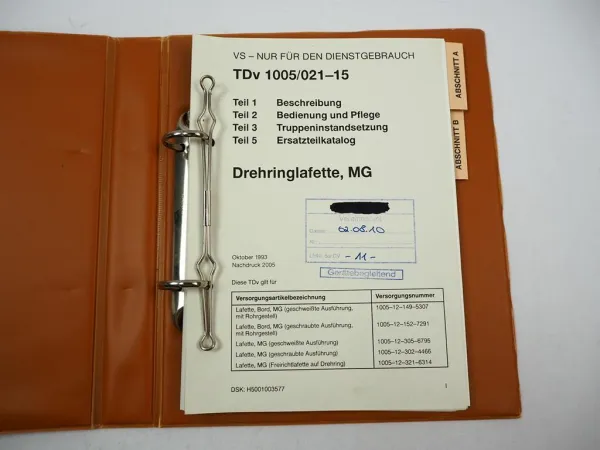 VS – NUR FÜR DEN DIENSTGEBRAUCH
TDv 1005/021–15
Teil 1 Beschreibung
Teil 2 Bedienung und Pflege
Teil 3 Truppeninstandsetzung
Teil 5 Ersatzteilkatalog
Drehringlafette, MG
02.08.10
- 11 -
Gerätebegleitend
Oktober 1993
Nachdruck 2005
Diese TDv gilt für
Versorgungsartikelbezeichnung Versorgungsnummer
Lafette, Bord, MG (geschweißte Ausführung, mit Rohrgestell) 1005–12–149–5307
Lafette, Bord, MG (geschraubte Ausführung, mit Rohrgestell) 1005–12–152–7291
Lafette, MG (geschweißte Ausführung) 1005–12–305–6795
Lafette, MG (geschraubte Ausführung) 1005–12–302–4466
Lafette, MG (Freirichtlafette auf Drehring) 1005–12–321–6314
DSK: H5001003577
ABSCHNITT A
ABSCHNITT B